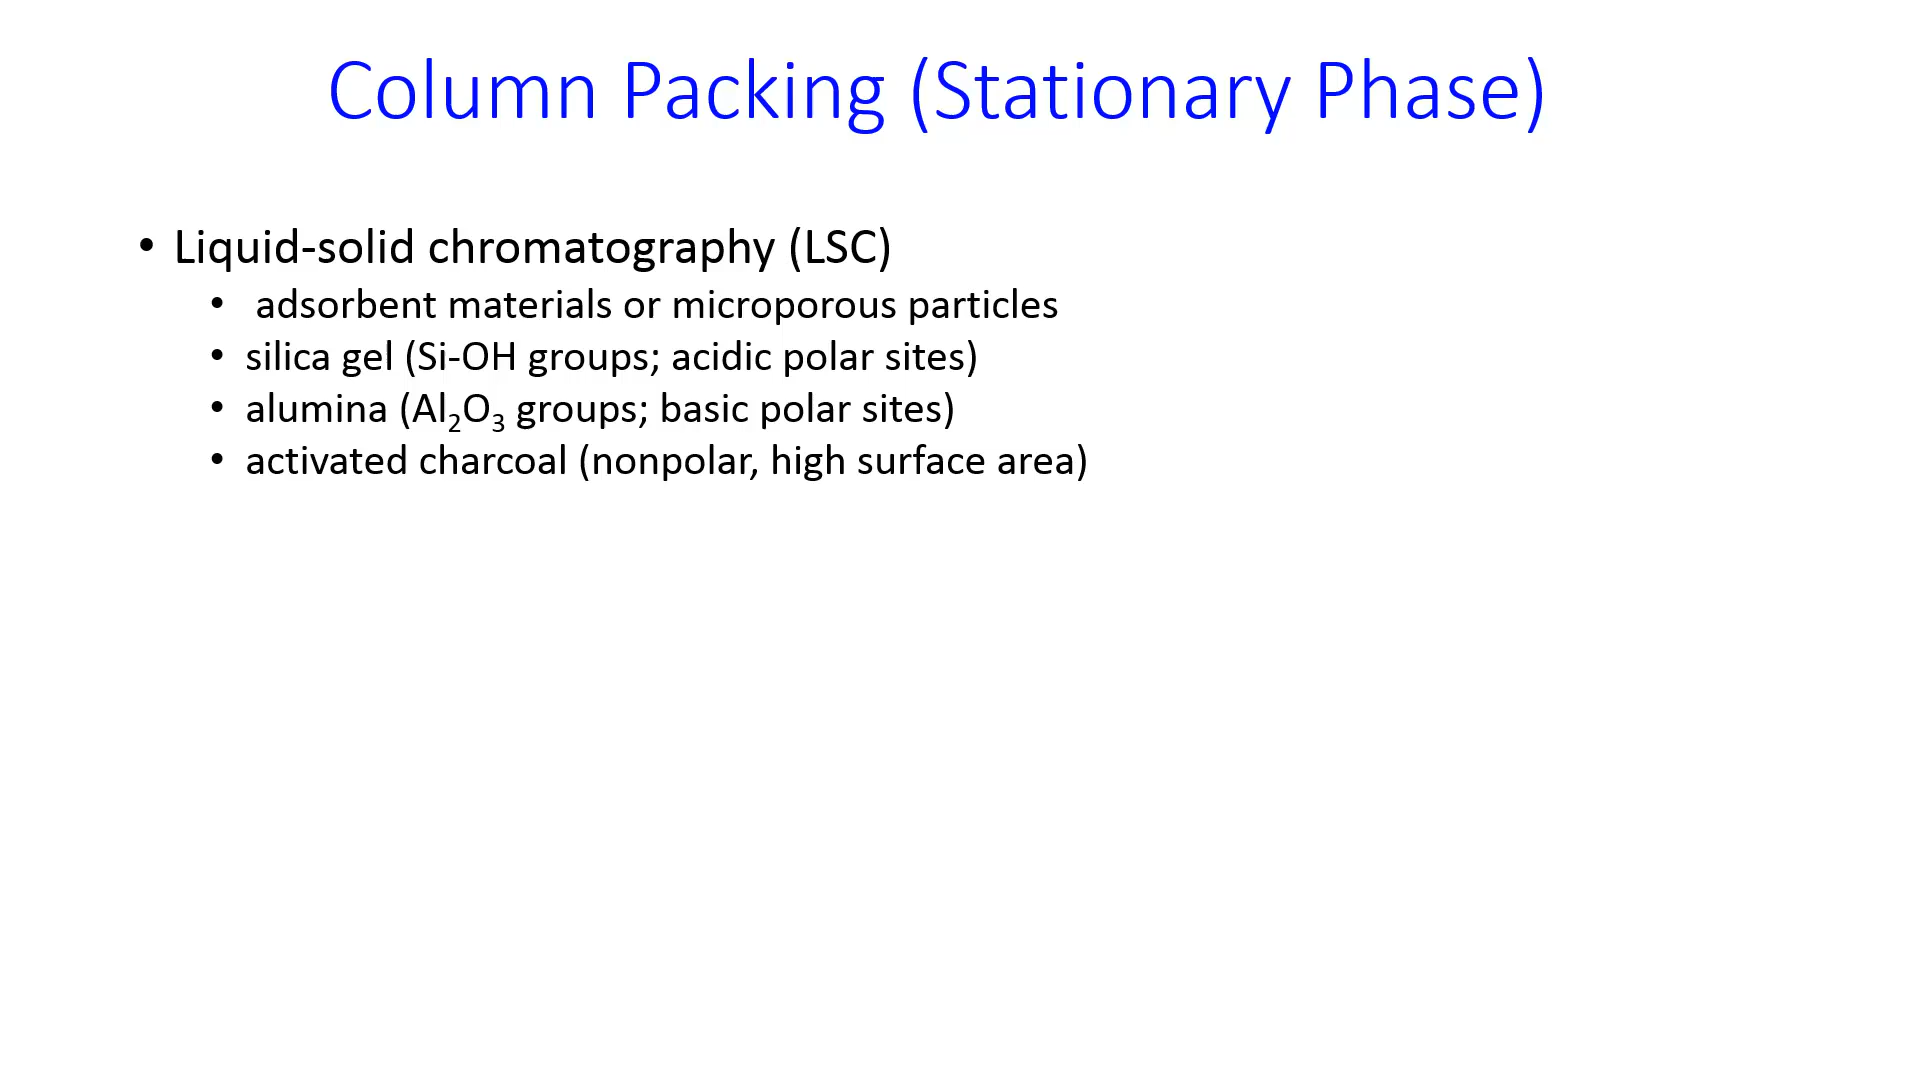 Column Packing (Stationary Phase)
• Liquid-solid chromatography (LSC)
• adsorbent materials or microporous particles
• silica gel (Si-OH groups; acidic polar sites)
• alumina (Al₂O₃ groups; basic polar sites)
• activated charcoal (nonpolar, high surface area)